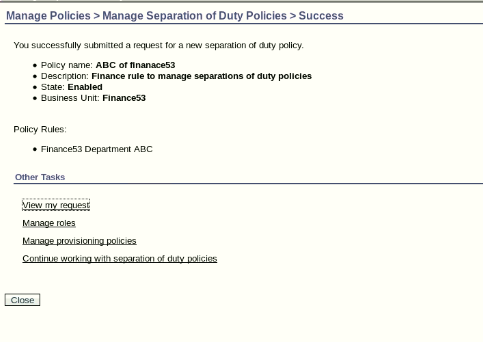 Manage Policies > Manage Separation of Duty Policies > Success
You successfully submitted a request for a new separation of duty policy.
Policy name: ABC of finanace53
Description: Finance rule to manage separations of duty policies
State: Enabled
Business Unit: Finance53
Policy Rules:
Finance53 Department ABC
Other Tasks
View my request
Manage roles
Manage provisioning policies
Continue working with separation of duty policies
Close